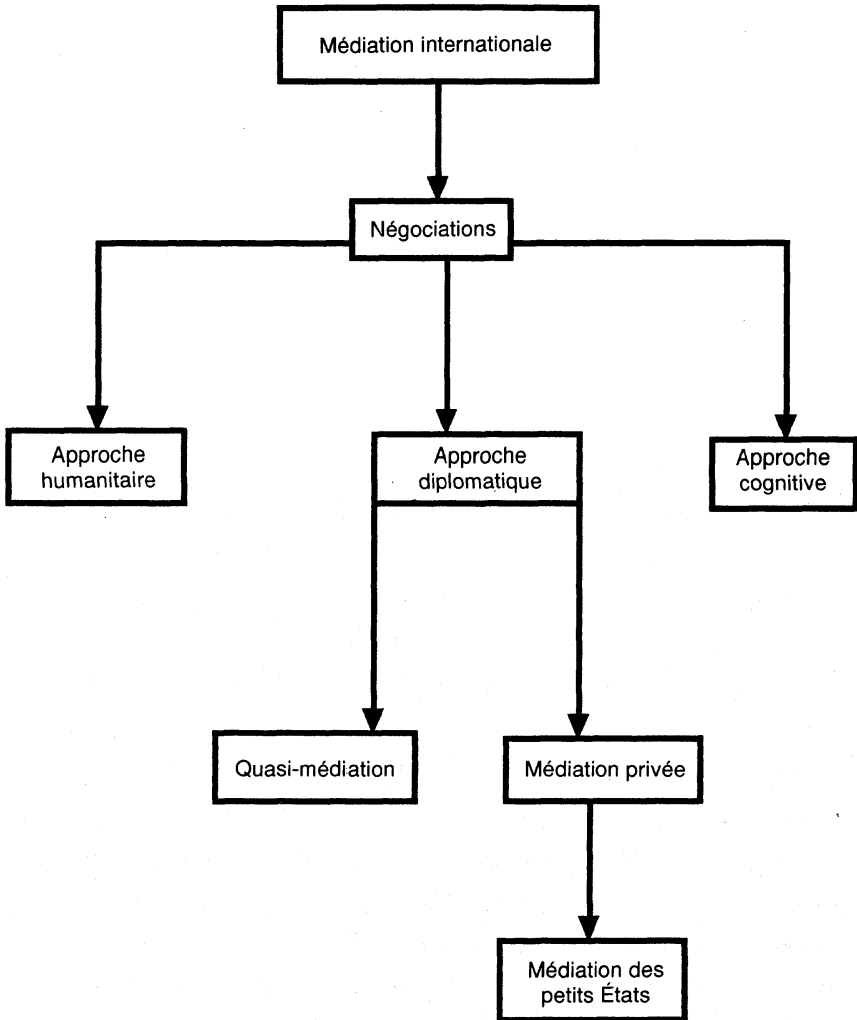 Médiation internationale
Négociations
Approche
humanitaire
Approche
diplomatique
Approche
cognitive
Quasi-médiation
Médiation privée
Médiation des
petits États